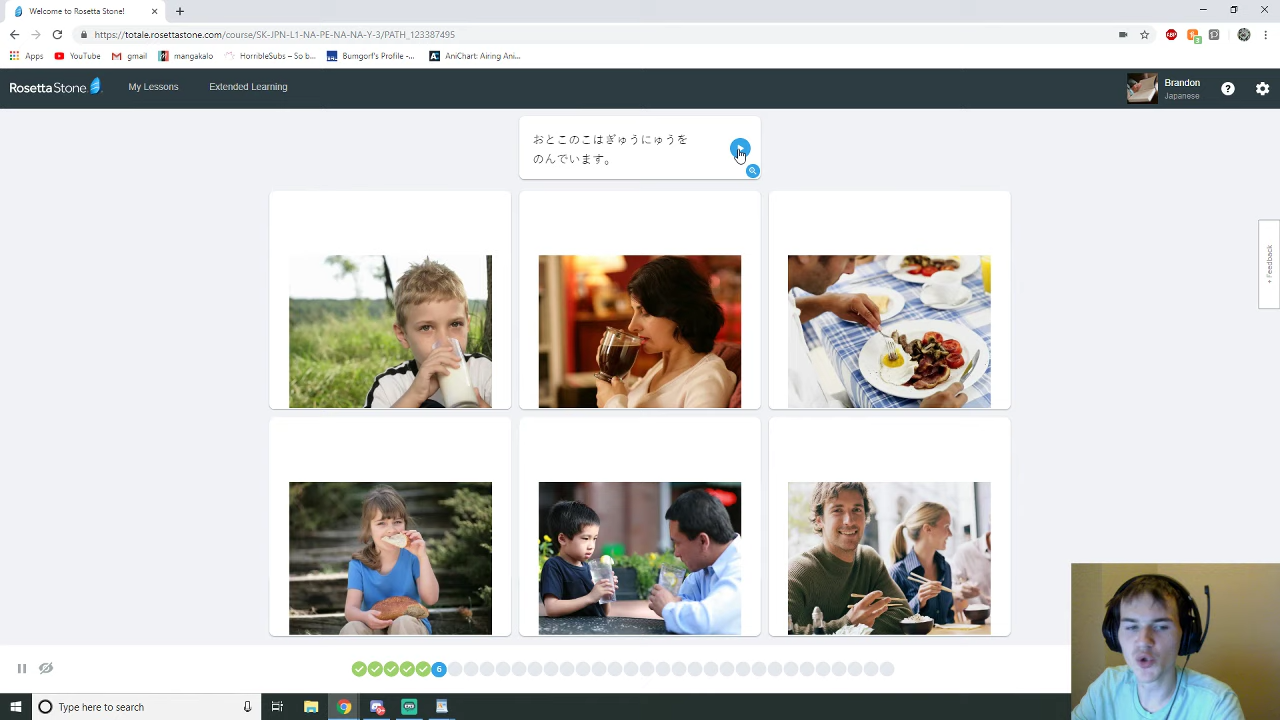 Welcome to Rosetta Stone!
https://totale.rosettastone.com/course/SK-JPN-L1-NA-PE-NA-NA-Y-3/PATH_123387495
Apps YouTube gmail mangakalo HorribleSubs – So b... Bumgorf's Profile -... AniChart: Airing Ani...
RosettaStone My Lessons Extended Learning
Brandon
Japanese
おとこのこはぎゅうにゅうを
のんでいます。
+ Feedback
6
Type here to search